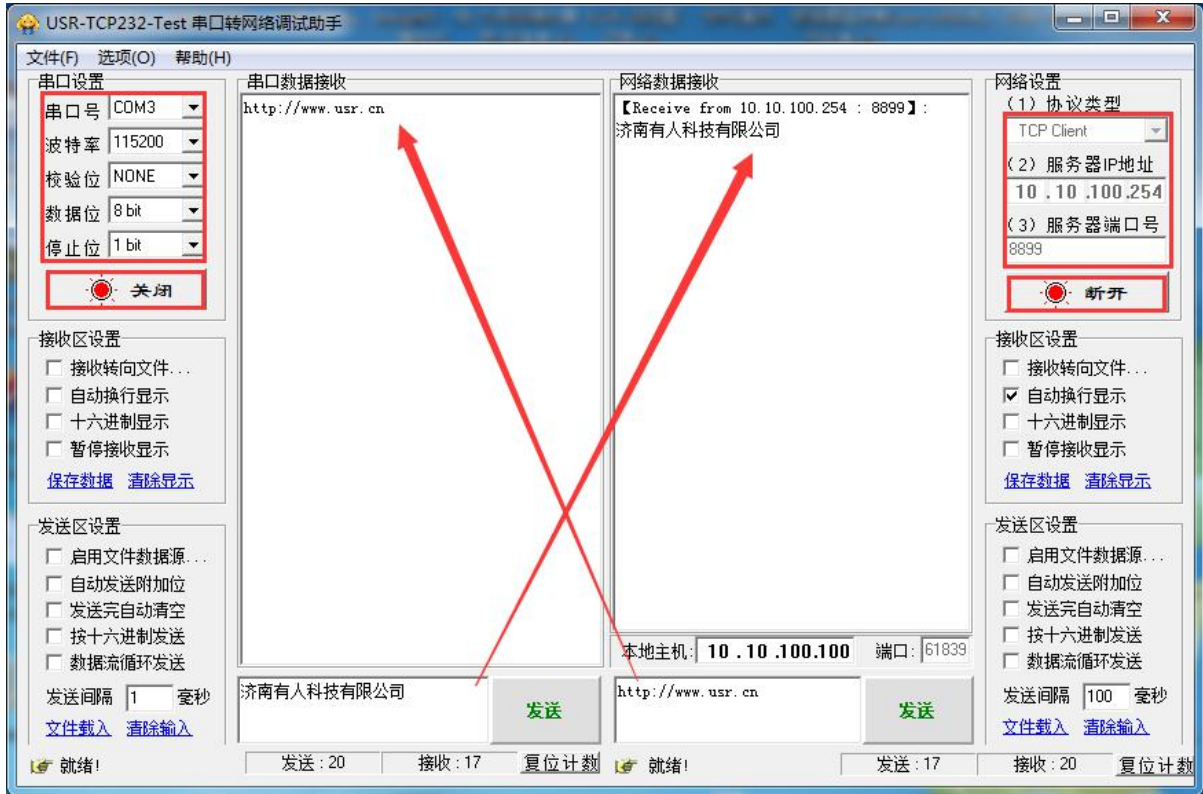 USR-TCP232-Test 串口转网络调试助手
文件(F) 选项(O) 帮助(H)
串口设置
串口号 COM3
波特率 115200
校验位 NONE
数据位 8 bit
停止位 1 bit
关闭
接收区设置
接收转向文件...
自动换行显示
十六进制显示
暂停接收显示
保存数据 清除显示
发送区设置
启用文件数据源...
自动发送附加位
发送完自动清空
按十六进制发送
数据流循环发送
发送间隔 1 毫秒
文件载入 清除输入
就绪!
串口数据接收
http://www.usr.cn
济南有人科技有限公司
发送
发送:20 接收:17 复位计数
网络数据接收
【Receive from 10.10.100.254 : 8899】:
济南有人科技有限公司
本地主机: 10 .10 .100.100 端口: 61839
http://www.usr.cn
发送
就绪! 发送:17 接收:20 复位计数
网络设置
(1) 协议类型
TCP Client
(2) 服务器IP地址
10 .10 .100.254
(3) 服务器端口号
8899
断开
接收区设置
接收转向文件...
自动换行显示
十六进制显示
暂停接收显示
保存数据 清除显示
发送区设置
启用文件数据源...
自动发送附加位
发送完自动清空
按十六进制发送
数据流循环发送
发送间隔 100 毫秒
文件载入 清除输入